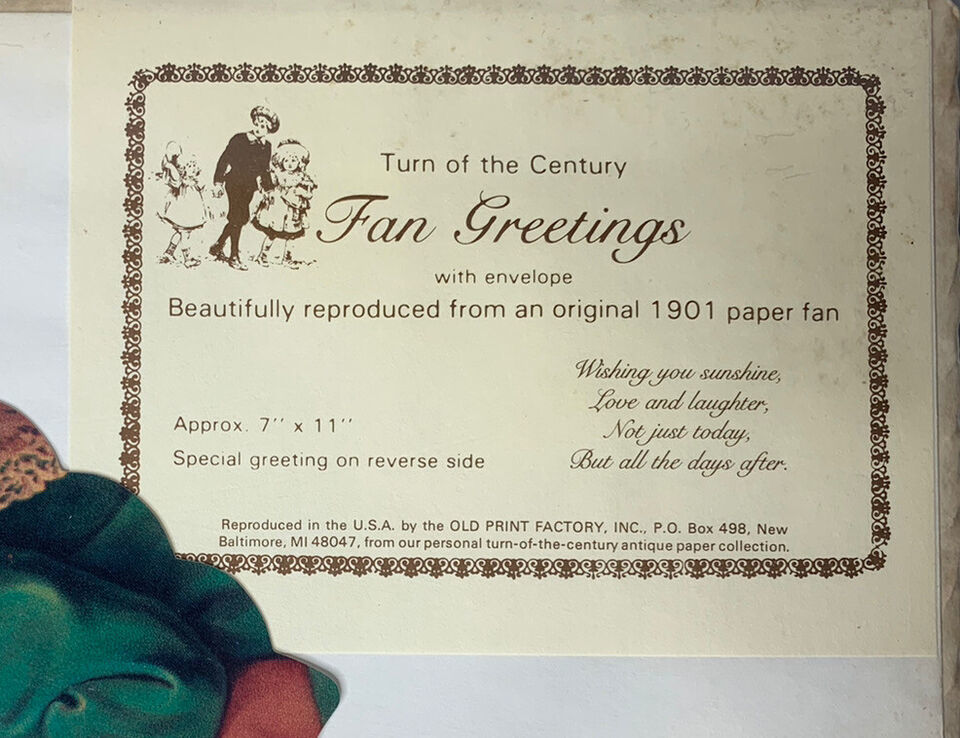 Turn of the Century
Fan Greetings
with envelope
Beautifully reproduced from an original 1901 paper fan
Wishing you sunshine,
Love and laughter,
Not just today,
But all the days after.
Approx. 7'' x 11''
Special greeting on reverse side
Reproduced in the U.S.A. by the OLD PRINT FACTORY, INC., P.O. Box 498, New
Baltimore, MI 48047, from our personal turn-of-the-century antique paper collection.